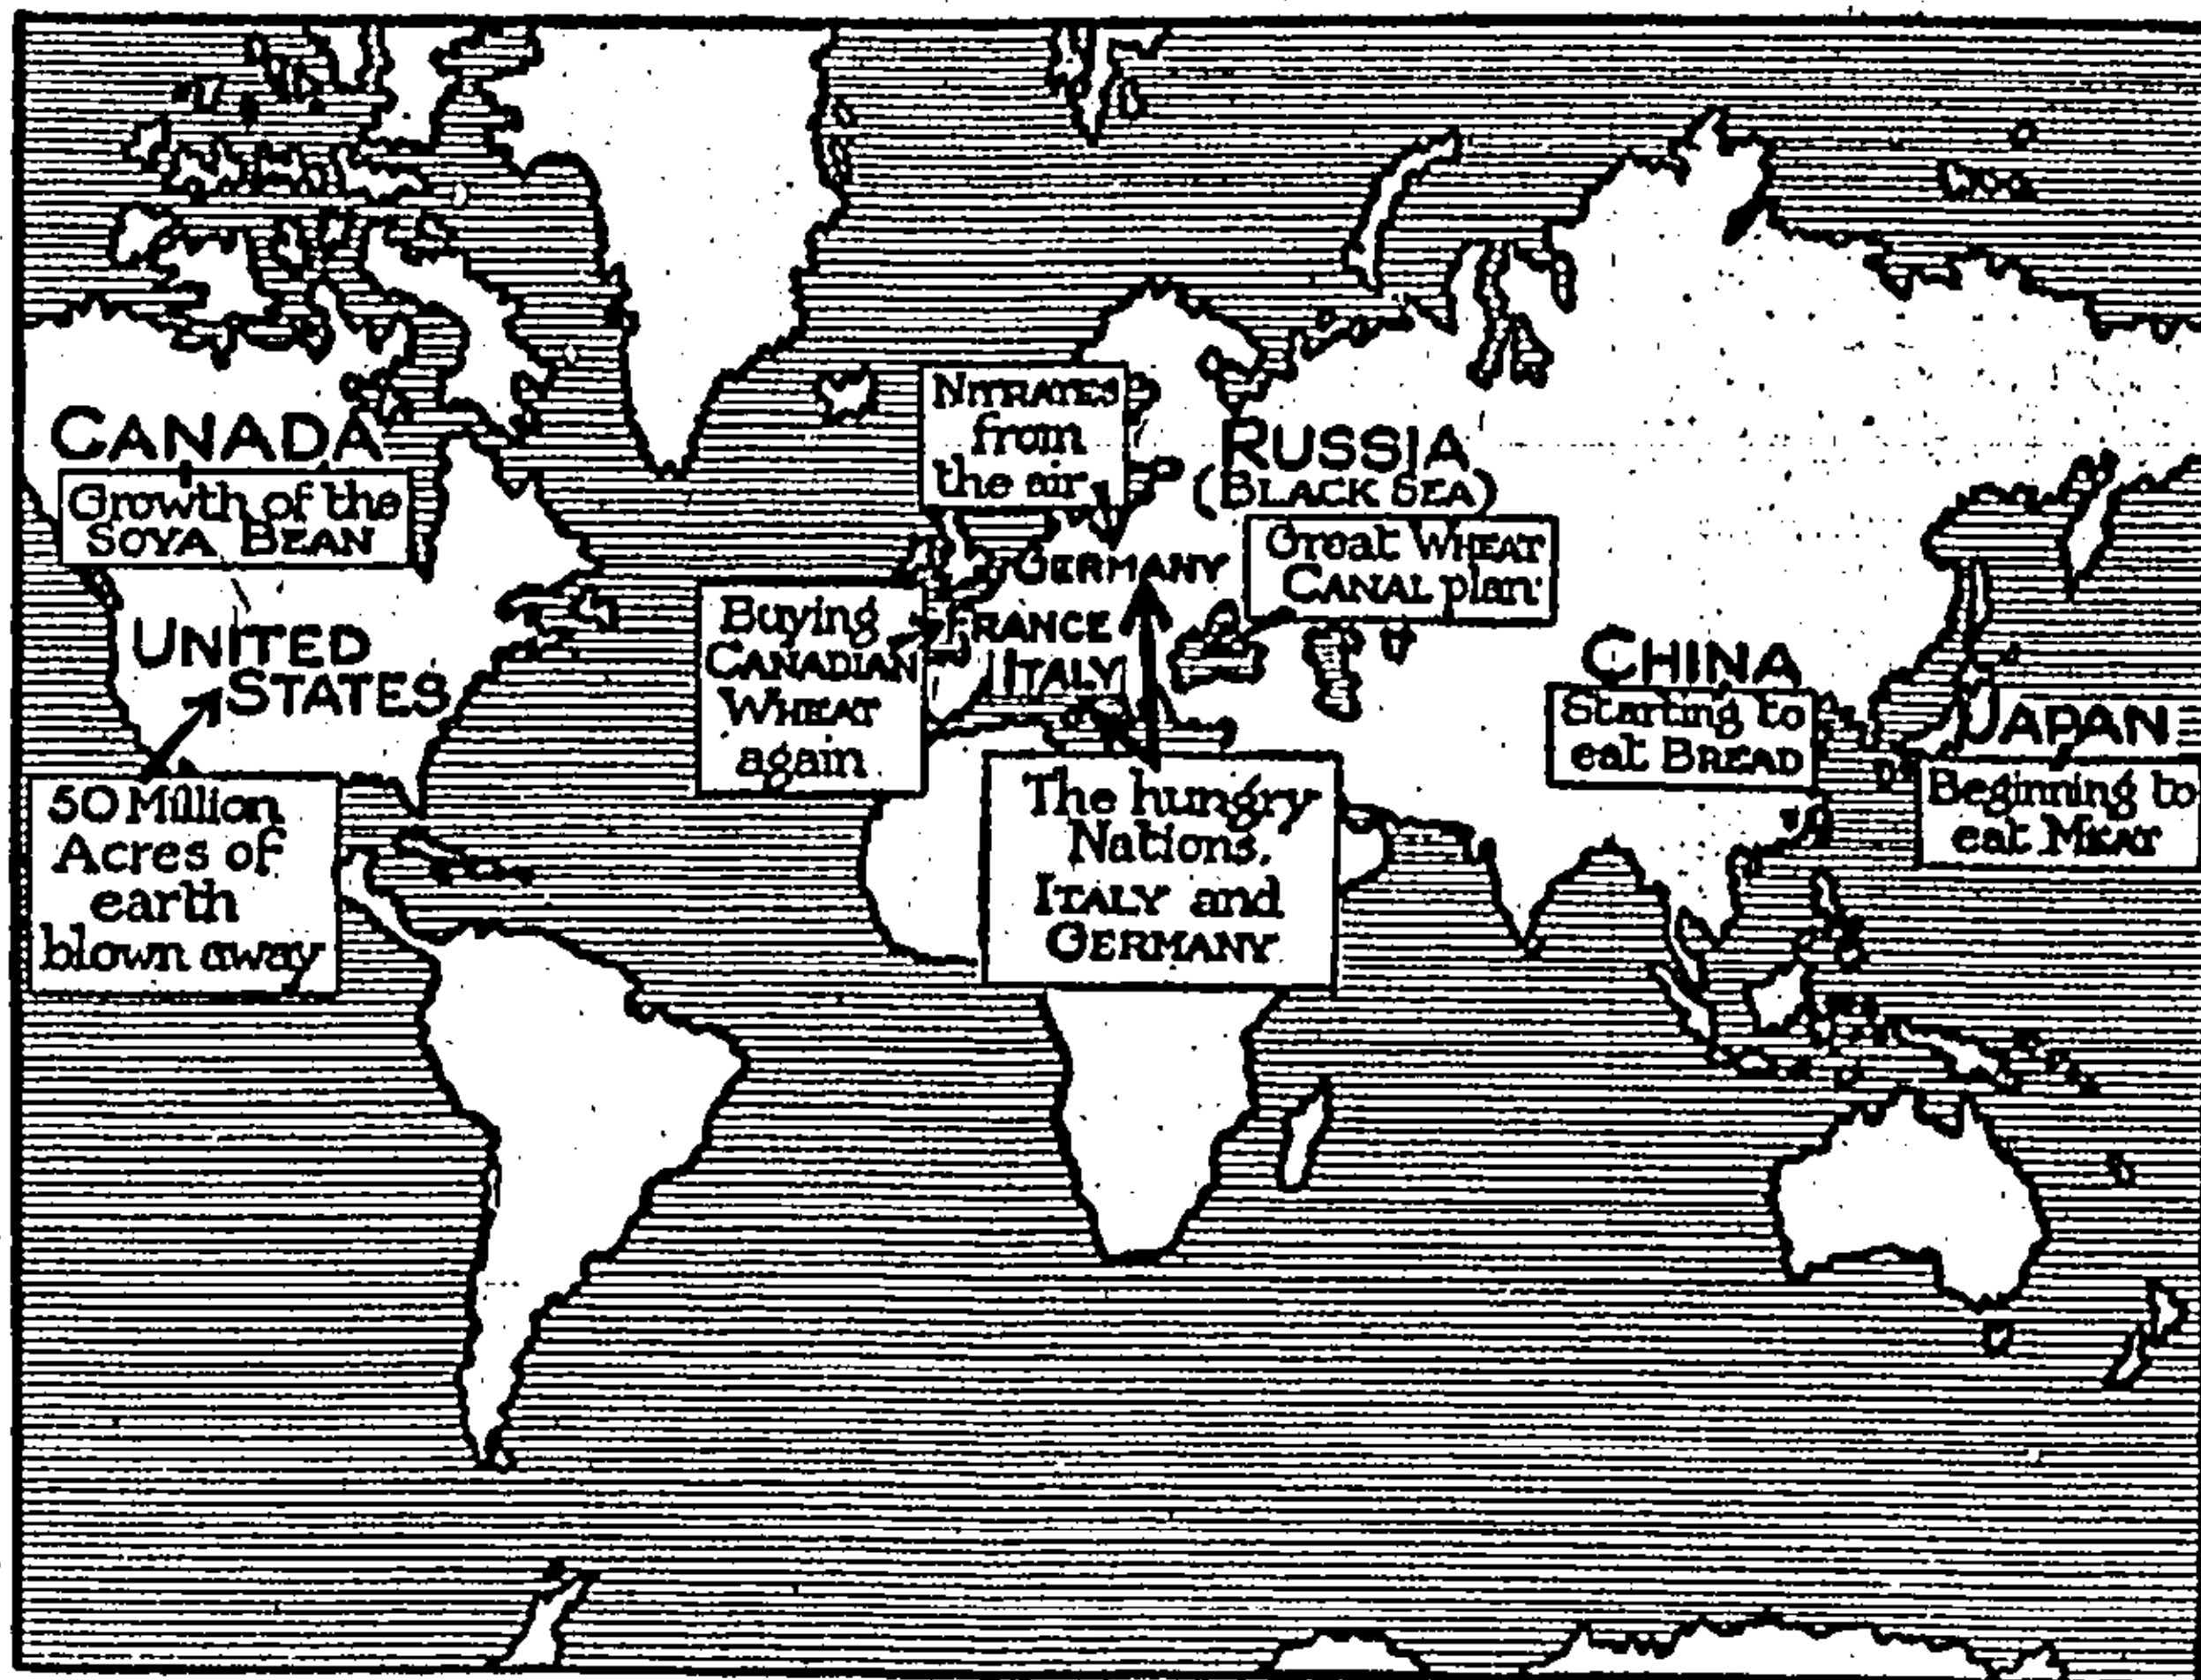 CANADA
Growth of the
SOYA BEAN
UNITED
STATES
50 Million
Acres of
earth
blown away
NITRATES
from
the air
RUSSIA
(BLACK SEA)
Great WHEAT
CANAL plan
GERMANY
FRANCE
ITALY
Buying
CANADIAN
WHEAT
again
The hungry
Nations.
ITALY and
GERMANY
CHINA
Starting to
eat BREAD
JAPAN
Beginning to
eat MEAT